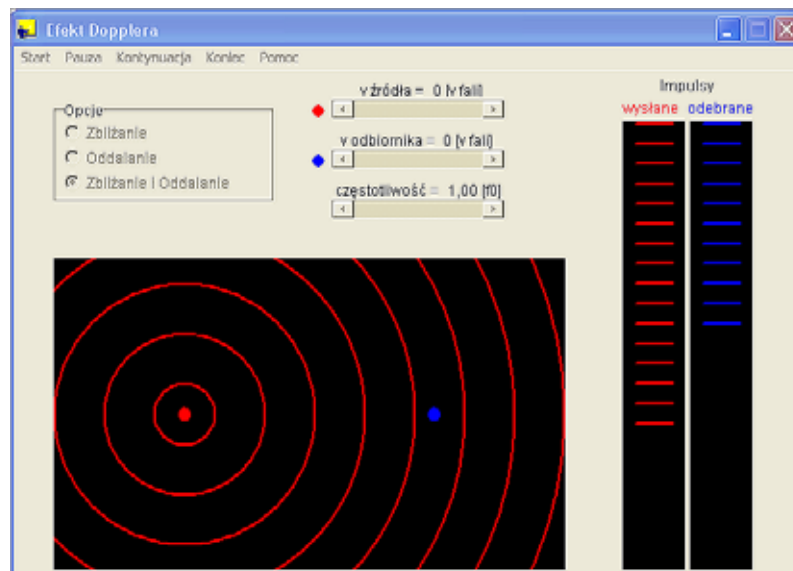 Efekt Dopplera
Start Pauza Kontynuacja Koniec Pomoc
Opcje
Zbliżanie
Oddalanie
Zbliżanie i Oddalanie
v źródła = 0 [v fali]
v odbiornika = 0 [v fali]
częstotliwość = 1,00 [f0]
Impulsy
wysłane odebrane